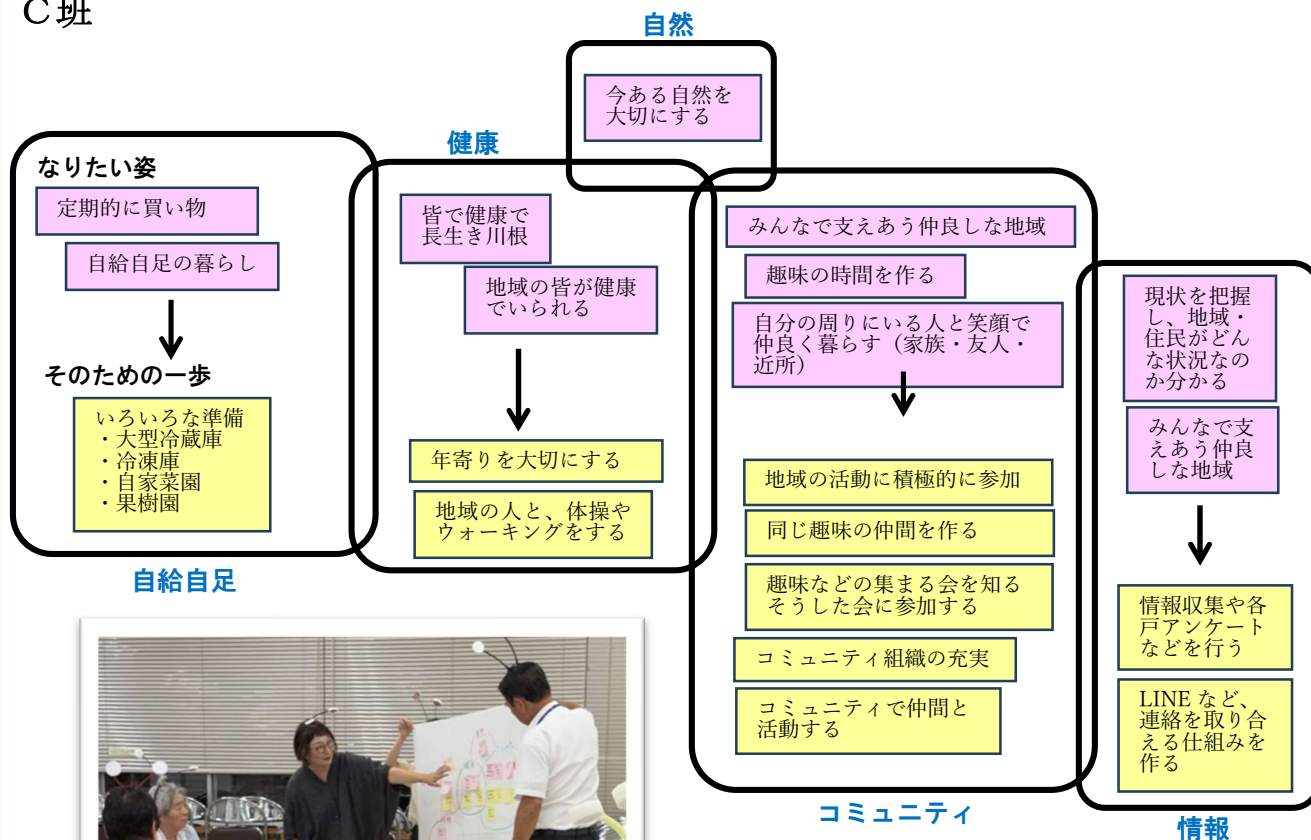 C班
自然
今ある自然を
大切にする
なりたい姿
定期的に買い物
自給自足の暮らし
そのための一歩
いろいろな準備
・大型冷蔵庫
・冷凍庫
・自家菜園
・果樹園
自給自足
健康
皆で健康で
長生き川根
地域の皆が健康
でいられる
年寄りを大切にする
地域の人と、体操や
ウォーキングをする
みんなで支えあう仲良しな地域
趣味の時間を作る
自分の周りにいる人と笑顔で
仲良く暮らす（家族・友人・
近所）
地域の活動に積極的に参加
同じ趣味の仲間を作る
趣味などの集まる会を知る
そうした会に参加する
コミュニティ組織の充実
コミュニティで仲間と
活動する
コミュニティ
現状を把握
し、地域・
住民がどん
な状況なの
か分かる
みんなで支
えあう仲良
しな地域
情報収集や各
戸アンケート
などを行う
LINE など、
連絡を取り合
える仕組みを
作る
情報